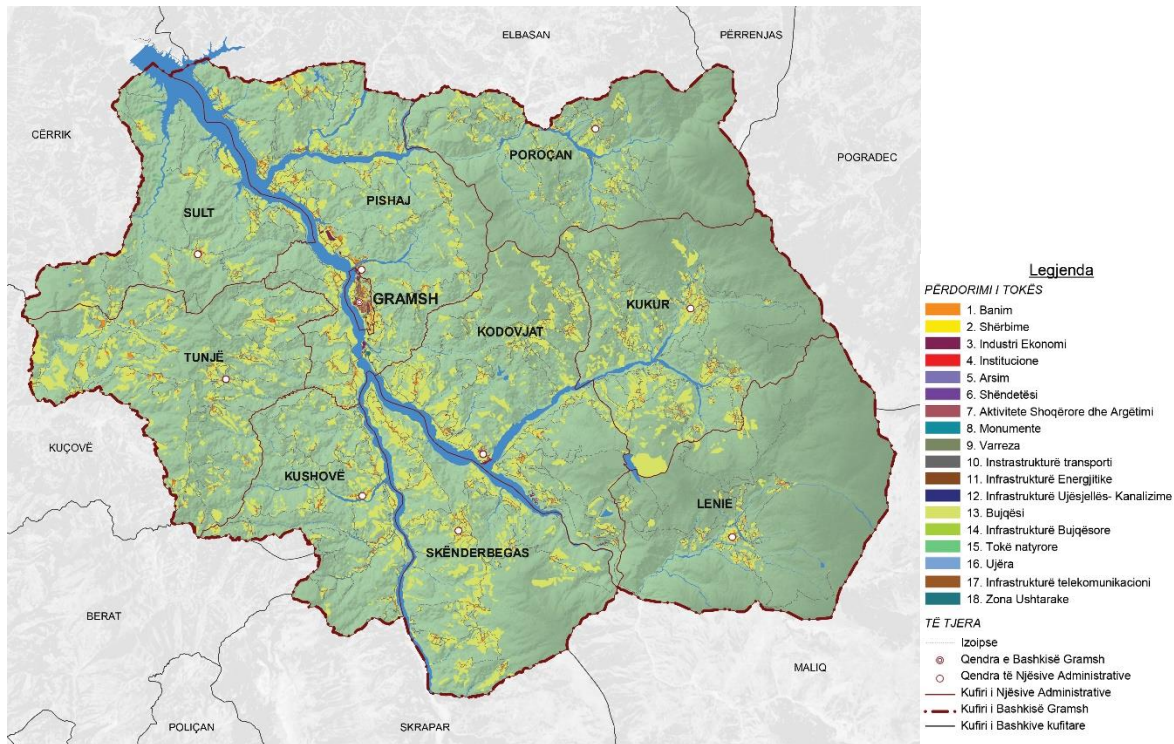 ELBASAN
PËRRENJAS
CËRRIK
POGRADEC
POROÇAN
PISHAJ
SULT
GRAMSH
KUKUR
KODOVJAT
TUNJË
KUÇOVË
KUSHOVË
LENIE
SKËNDERBEGAS
BERAT
MALIQ
POLIÇAN
SKRAPAR
Legjenda
PËRDORIMI I TOKËS
1. Banim
2. Shërbime
3. Industri Ekonomi
4. Institucione
5. Arsim
6. Shëndetësi
7. Aktivitete Shoqërore dhe Argëtimi
8. Monumente
9. Varreza
10. Instrastrukturë transporti
11. Infrastrukturë Energjitike
12. Infrastrukturë Ujësjellës- Kanalizime
13. Bujqësi
14. Infrastrukturë Bujqësore
15. Tokë natyrore
16. Ujëra
17. Infrastrukturë telekomunikacioni
18. Zona Ushtarake
TË TJERA
Izoipse
Qendra e Bashkisë Gramsh
Qendra të Njësive Administrative
Kufiri i Njësive Administrative
Kufiri i Bashkisë Gramsh
Kufiri i Bashkive kufitare